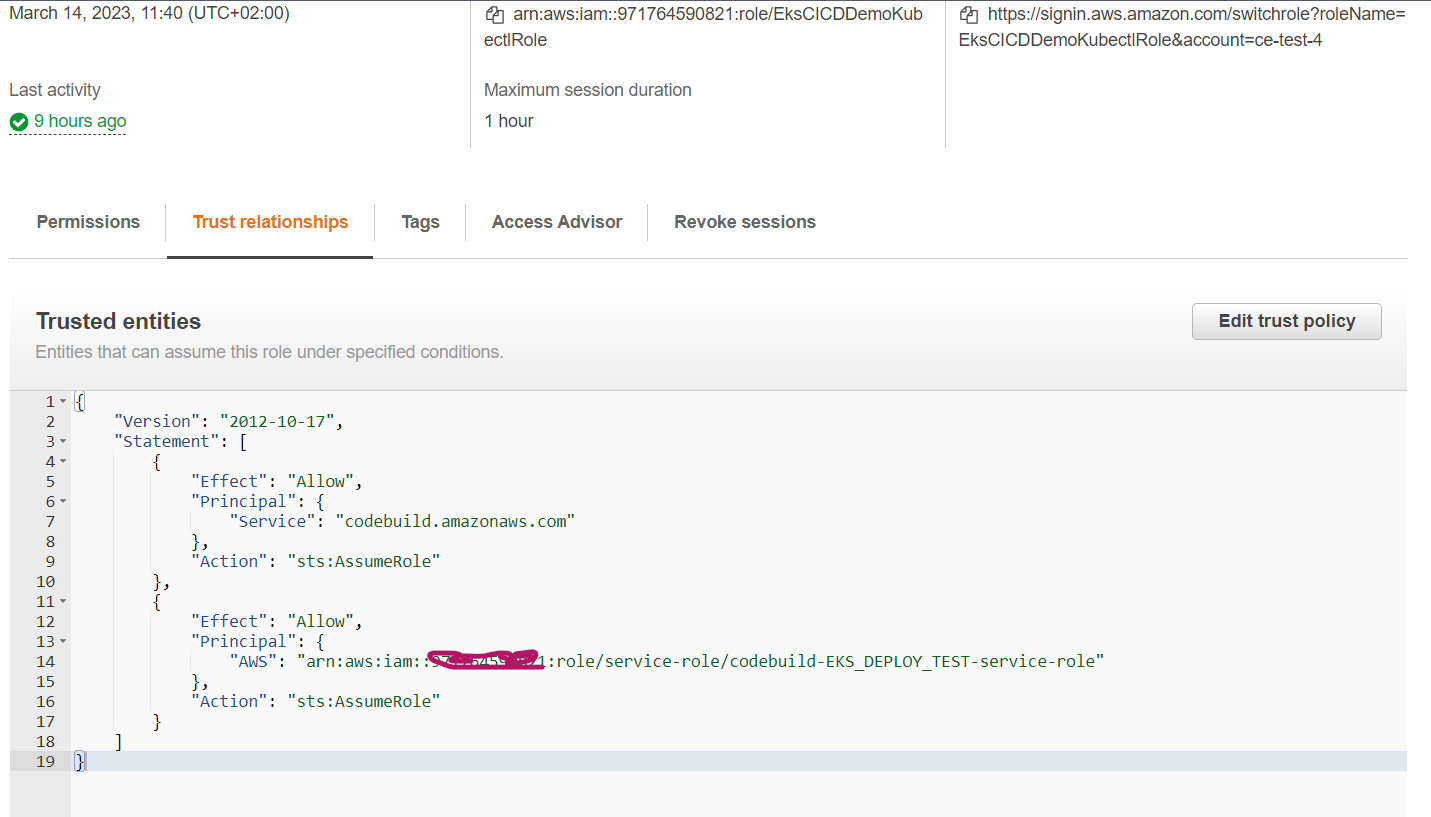 March 14, 2023, 11:40 (UTC+02:00)
arn:aws:iam::971764590821:role/EksCICDDemoKub
ectlRole
https://signin.aws.amazon.com/switchrole?roleName=
EksCICDDemoKubectlRole&account=ce-test-4
Last activity
9 hours ago
Maximum session duration
1 hour
Permissions
Trust relationships
Tags
Access Advisor
Revoke sessions
Trusted entities
Edit trust policy
Entities that can assume this role under specified conditions.
1 {
2 "Version": "2012-10-17",
3 "Statement": [
4 {
5 "Effect": "Allow",
6 "Principal": {
7 "Service": "codebuild.amazonaws.com"
8 },
9 "Action": "sts:AssumeRole"
10 },
11 {
12 "Effect": "Allow",
13 "Principal": {
14 "AWS": "arn:aws:iam:::role/service-role/codebuild-EKS_DEPLOY_TEST-service-role"
15 },
16 "Action": "sts:AssumeRole"
17 }
18 ]
19 }